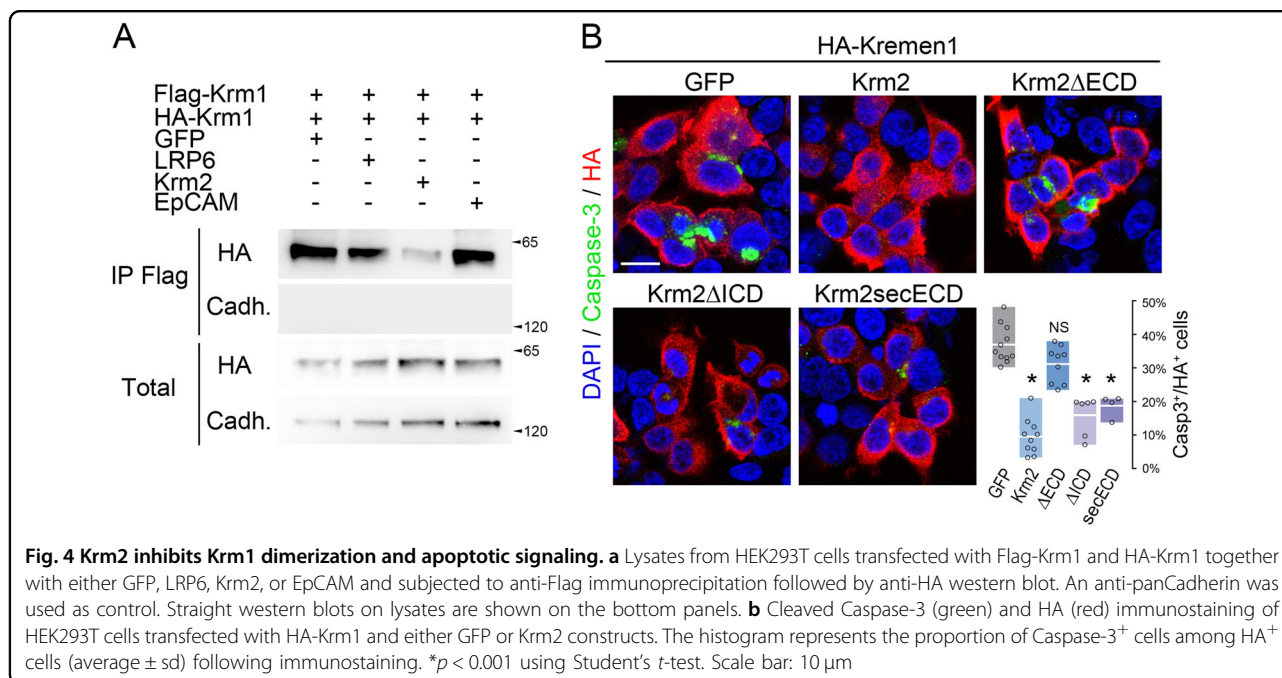 A
Flag-Krm1 + + + +
HA-Krm1 + + + +
GFP + - - -
LRP6 - + - -
Krm2 - - + -
EpCAM - - - +
IP Flag
HA
65
Cadh.
120
Total
HA
65
Cadh.
120
B
HA-Kremen1
GFP Krm2 Krm2ΔECD
DAPI / Caspase-3 / HA
Krm2ΔICD Krm2secECD
50%
40%
30%
20%
10%
0%
Casp3⁺/HA⁺ cells
NS
* * *
GFP
Krm2
ΔECD
ΔICD
secECD
Fig. 4 Krm2 inhibits Krm1 dimerization and apoptotic signaling. a Lysates from HEK293T cells transfected with Flag-Krm1 and HA-Krm1 together
with either GFP, LRP6, Krm2, or EpCAM and subjected to anti-Flag immunoprecipitation followed by anti-HA western blot. An anti-panCadherin was
used as control. Straight western blots on lysates are shown on the bottom panels. b Cleaved Caspase-3 (green) and HA (red) immunostaining of
HEK293T cells transfected with HA-Krm1 and either GFP or Krm2 constructs. The histogram represents the proportion of Caspase-3⁺ cells among HA⁺
cells (average ± sd) following immunostaining. *p < 0.001 using Student's t-test. Scale bar: 10 µm